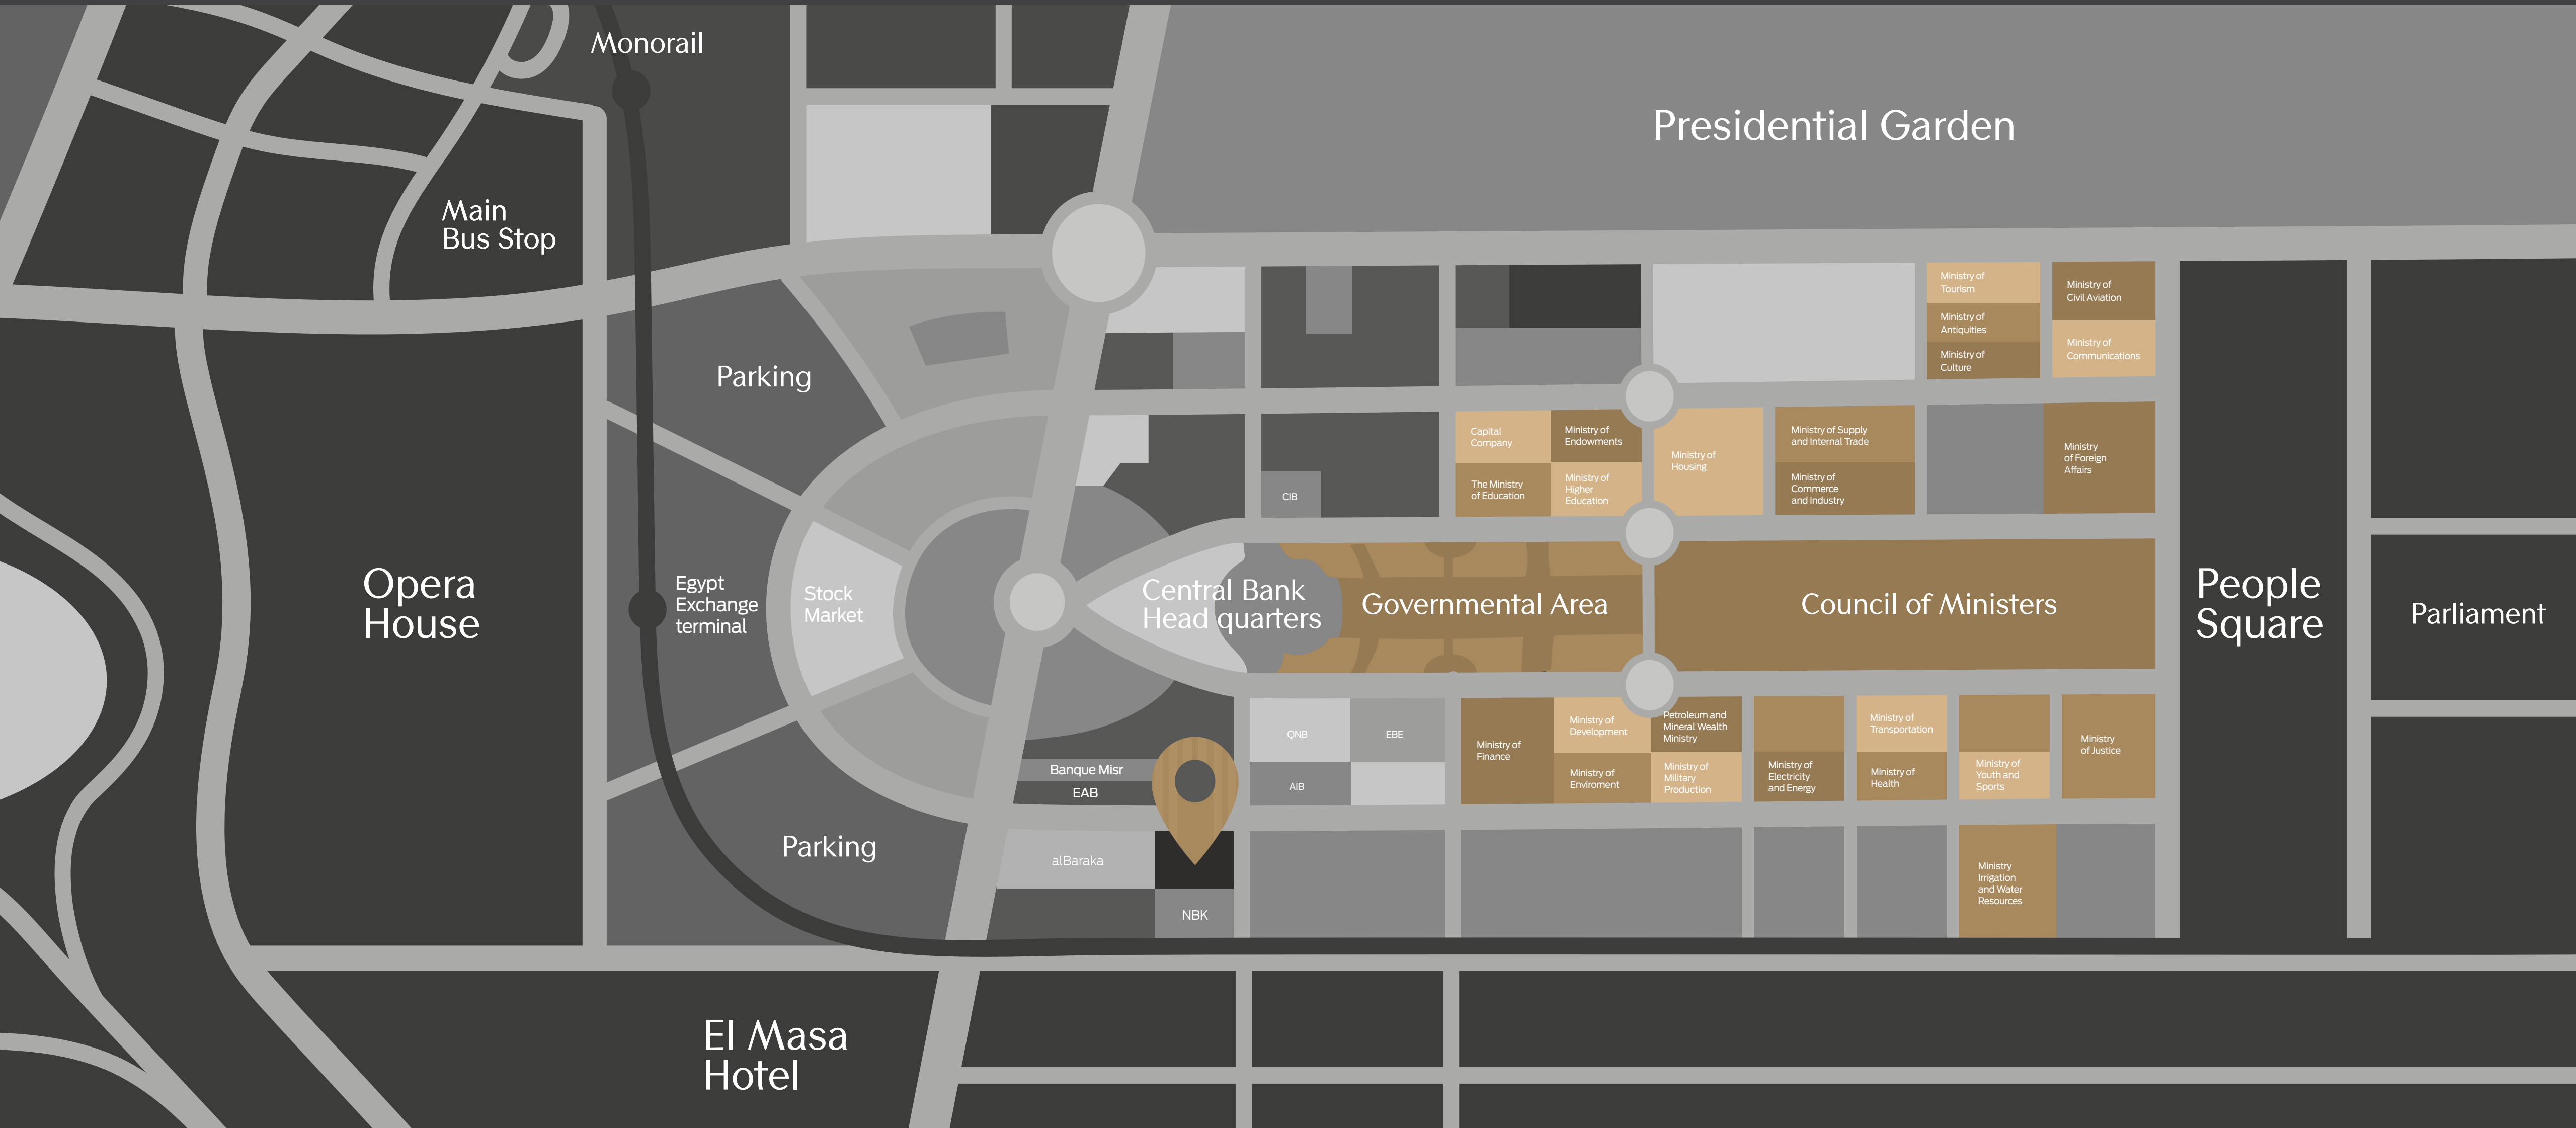 Monorail
Presidential Garden
Main
Bus Stop
Parking
Ministry of
Tourism
Ministry of
Antiquities
Ministry of
Culture
Ministry of
Civil Aviation
Ministry of
Communications
Capital
Company
Ministry of
Endowments
The Ministry
of Education
Ministry of
Higher
Education
Ministry of
Housing
Ministry of Supply
and Internal Trade
Ministry of
Commerce
and Industry
Ministry
of Foreign
Affairs
CIB
Opera
House
Egypt
Exchange
terminal
Stock
Market
Central Bank
Head quarters
Governmental Area
Council of Ministers
People
Square
Parliament
QNB
EBE
AIB
Ministry of
Finance
Ministry of
Development
Ministry of
Enviroment
Petroleum and
Mineral Wealth
Ministry
Ministry of
Military
Production
Ministry of
Electricity
and Energy
Ministry of
Transportation
Ministry of
Health
Ministry of
Youth and
Sports
Ministry
of Justice
Banque Misr
EAB
Parking
alBaraka
NBK
Ministry
Irrigation
and Water
Resources
El Masa
Hotel